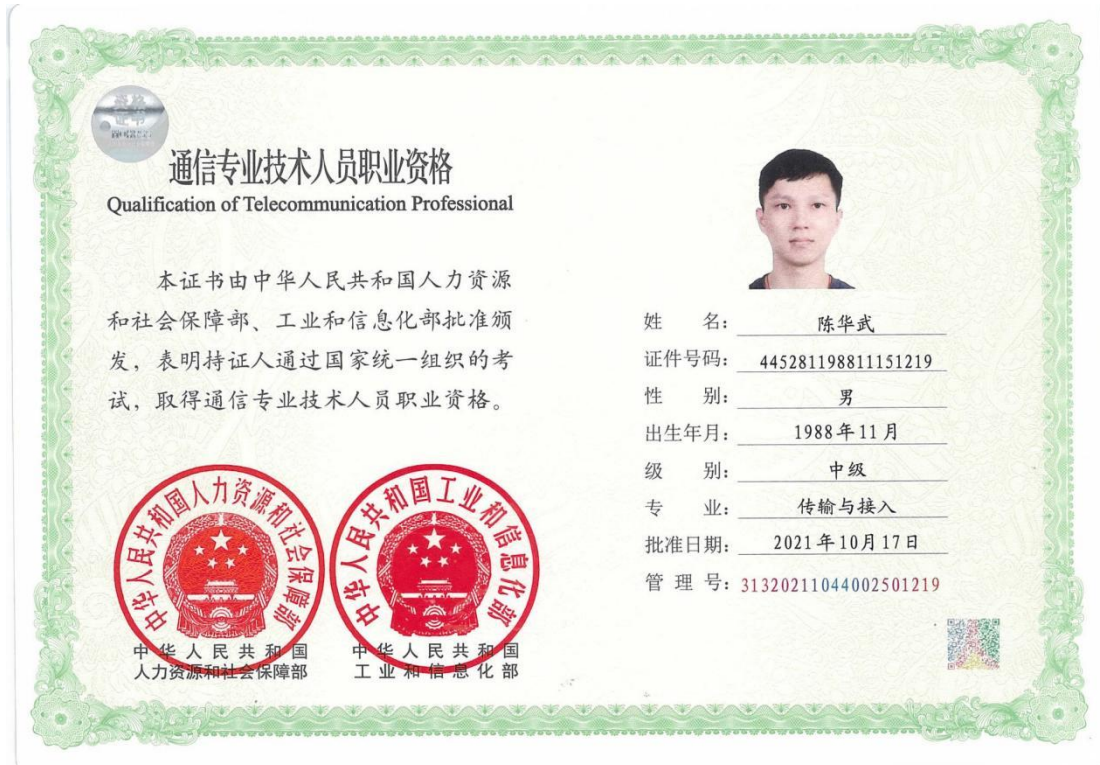 通信专业技术人员职业资格
Qualification of Telecommunication Professional
本证书由中华人民共和国人力资源
和社会保障部、工业和信息化部批准颁
发，表明持证人通过国家统一组织的考
试，取得通信专业技术人员职业资格。
中华人民共和国人力资源和社会保障部
中华人民共和国
人力资源和社会保障部
中华人民共和国工业和信息化部
中华人民共和国
工业和信息化部
姓 名：陈华武
证件号码：445281198811151219
性 别：男
出生年月：1988年11月
级 别：中级
专 业：传输与接入
批准日期：2021年10月17日
管 理 号：31320211044002501219